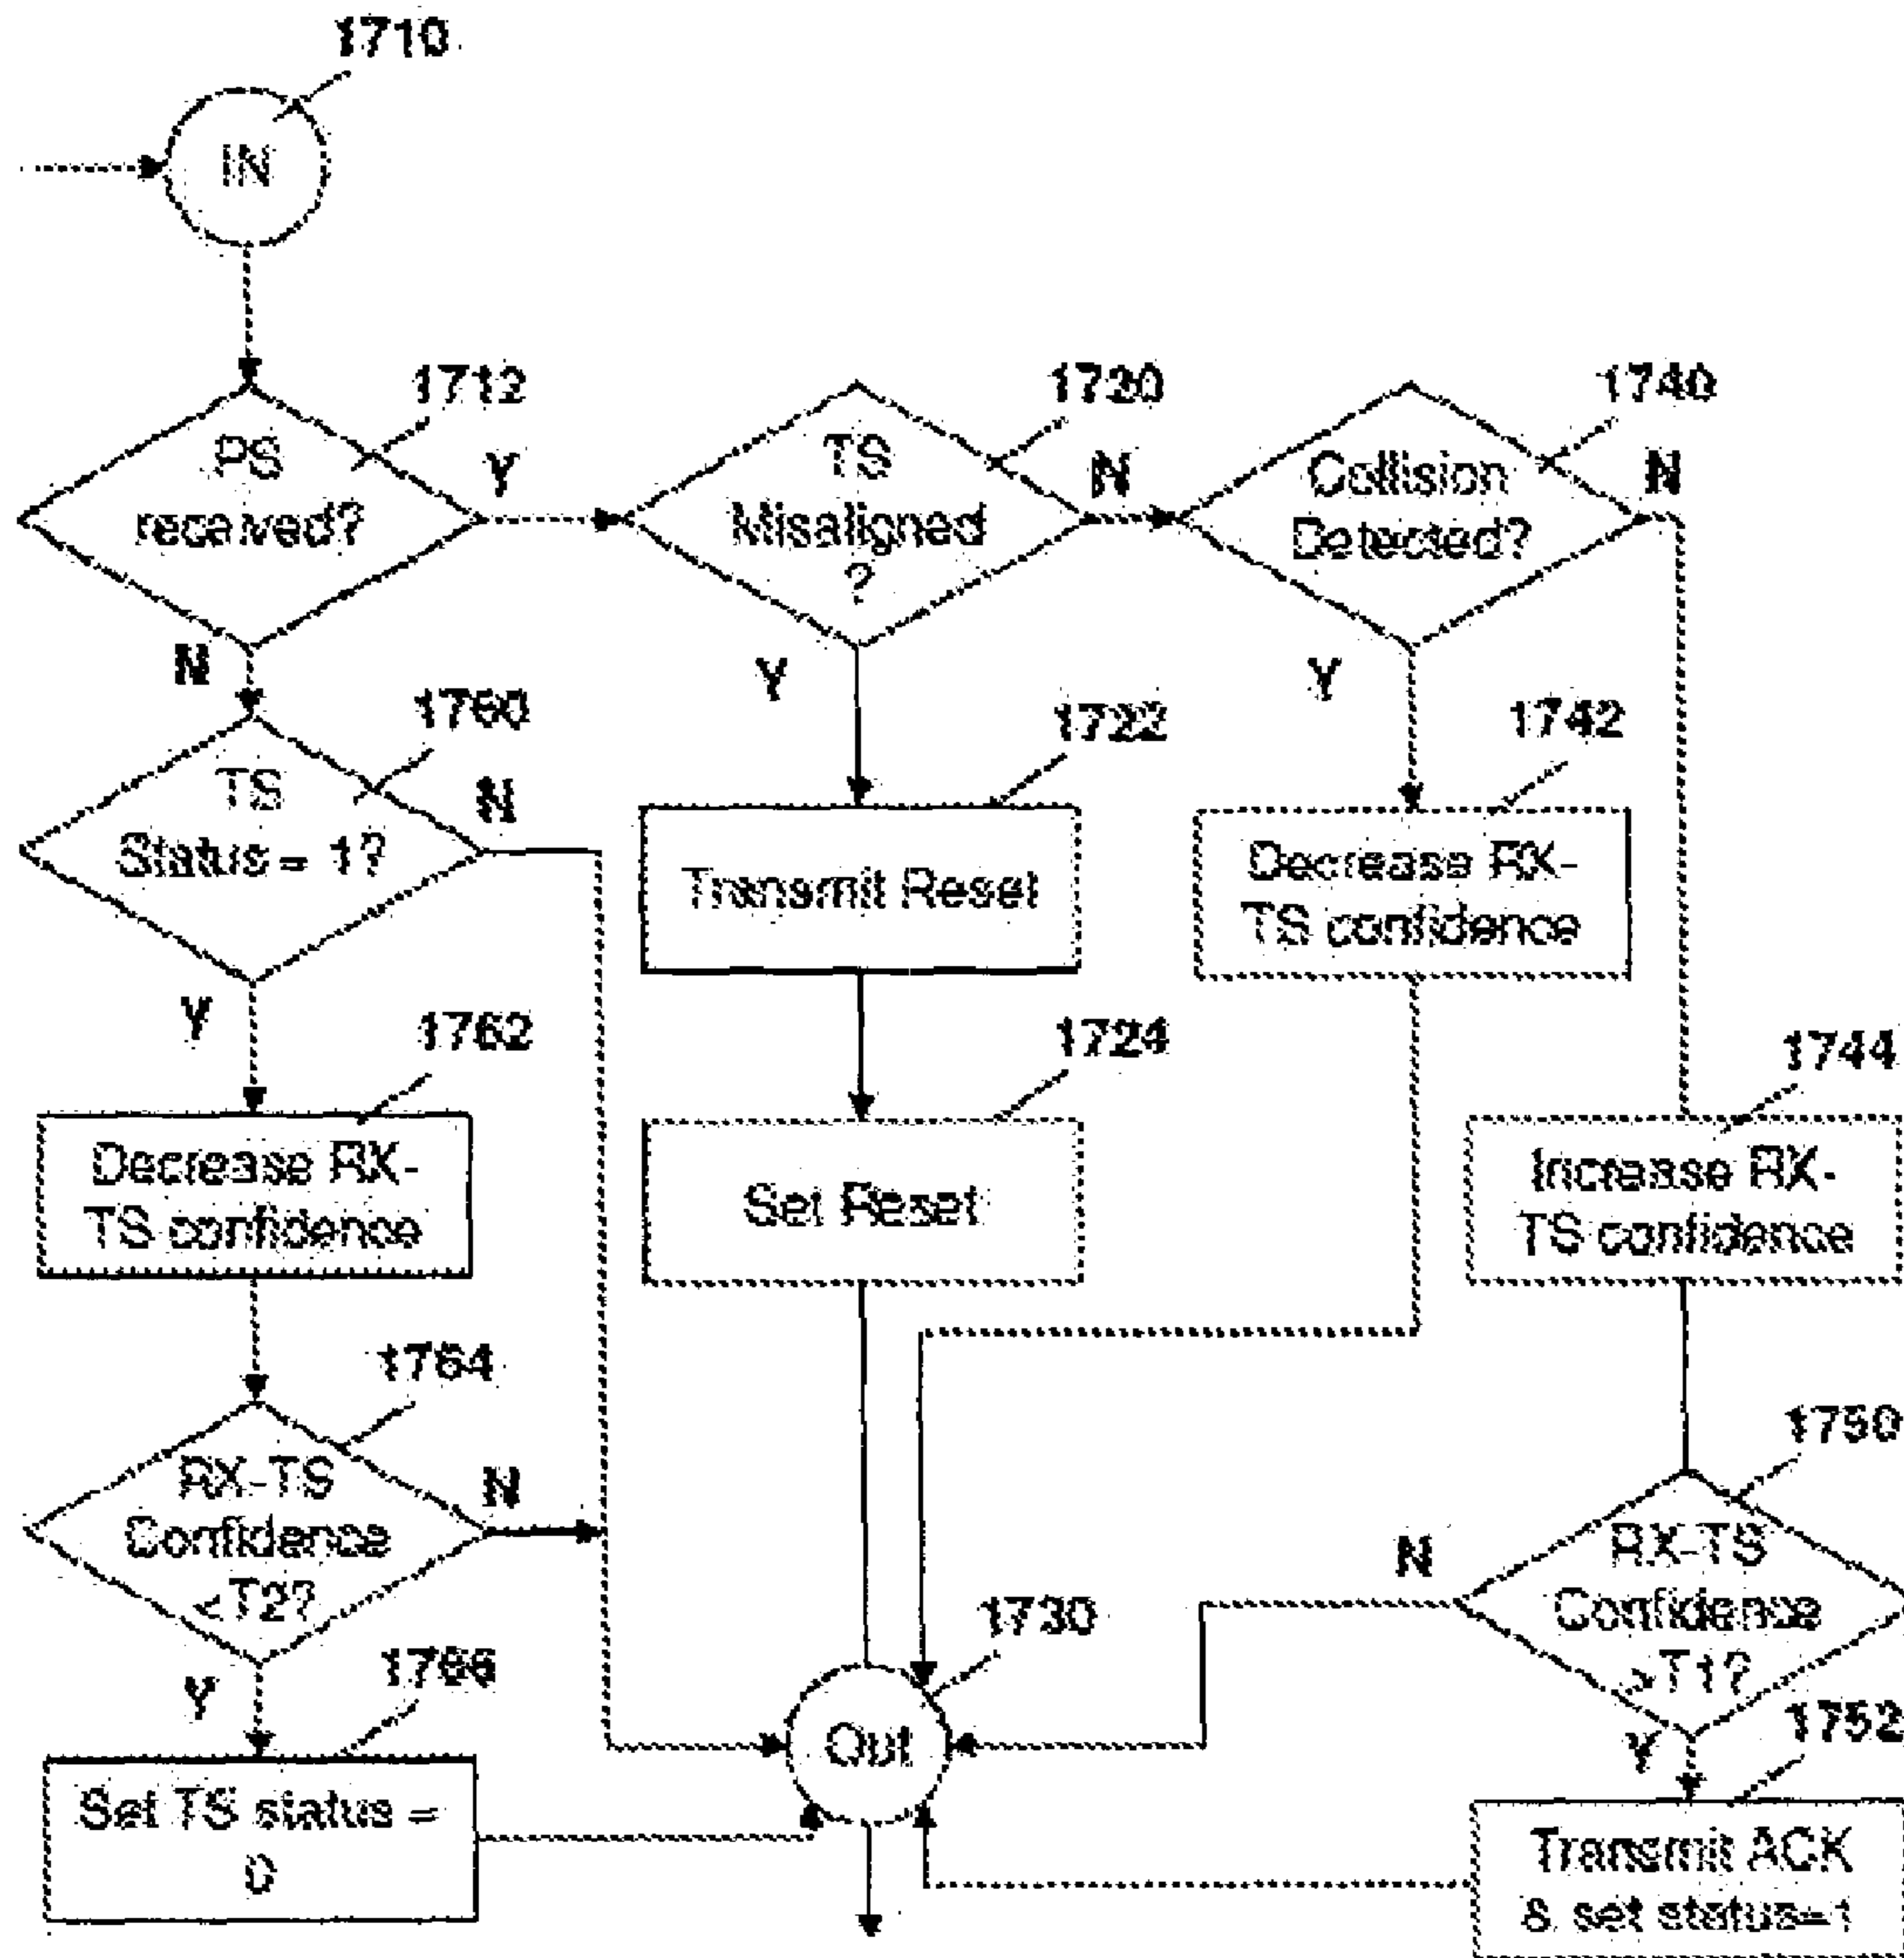 1710
IN
1712
PS
received?
Y
N
1720
TS
Misaligned
?
N
Y
1740
Collision
Detected?
N
Y
1760
TS
Status = 1?
N
Y
1722
Transmit Reset
1742
Decrease RX-
TS confidence
1762
Decrease RX-
TS confidence
1724
Set Reset
1744
Increase RX-
TS confidence
1764
RX-TS
Confidence
<T2?
N
Y
1750
RX-TS
Confidence
>T1?
N
Y
1730
Out
1766
Set TS status =
0
1752
Transmit ACK
& set status=1